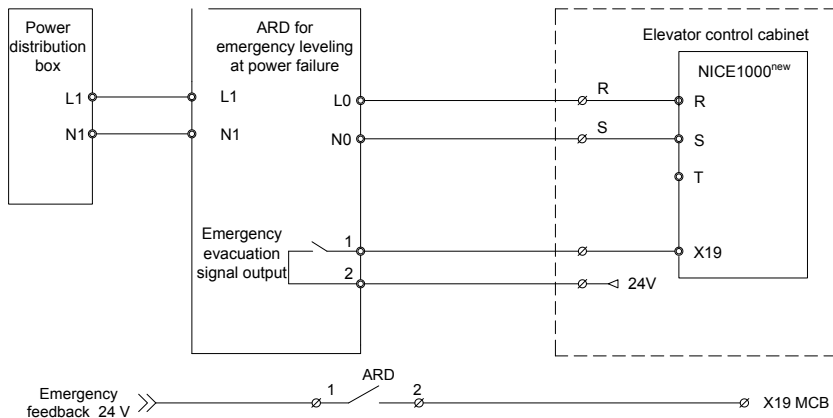 Power
distribution
box
L1
N1
ARD for
emergency leveling
at power failure
L1
N1
L0
N0
Emergency
evacuation
signal output
1
2
Elevator control cabinet
NICE1000new
R
S
R
S
T
X19
24V
Emergency
feedback 24 V
1
ARD
2
X19 MCB